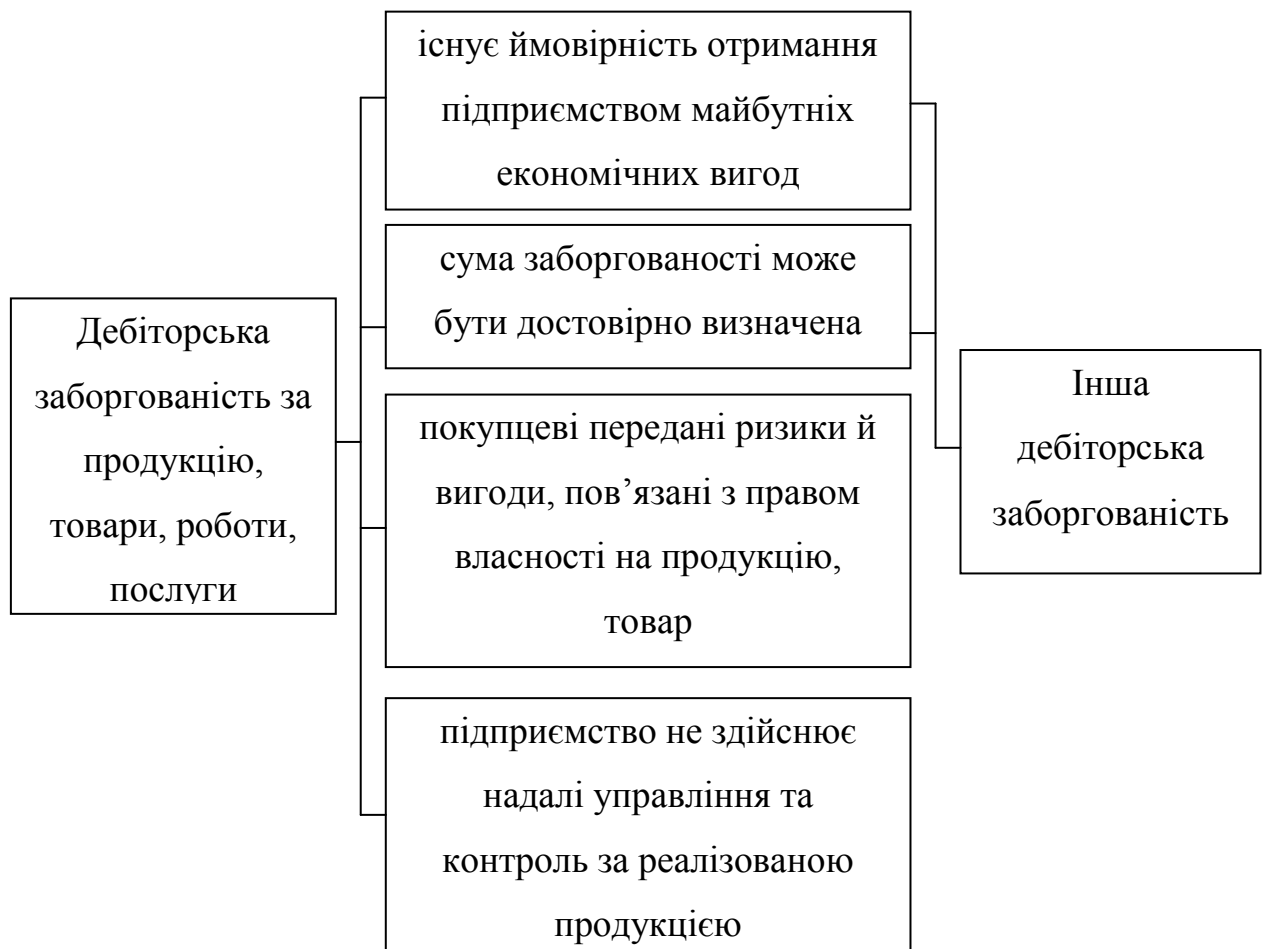 існує ймовірність отримання
підприємством майбутніх
економічних вигод
сума заборгованості може
бути достовірно визначена
Дебіторська
заборгованість за
продукцію,
товари, роботи,
послуги
покупцеві передані ризики й
вигоди, пов’язані з правом
власності на продукцію,
товар
Інша
дебіторська
заборгованість
підприємство не здійснює
надалі управління та
контроль за реалізованою
продукцією